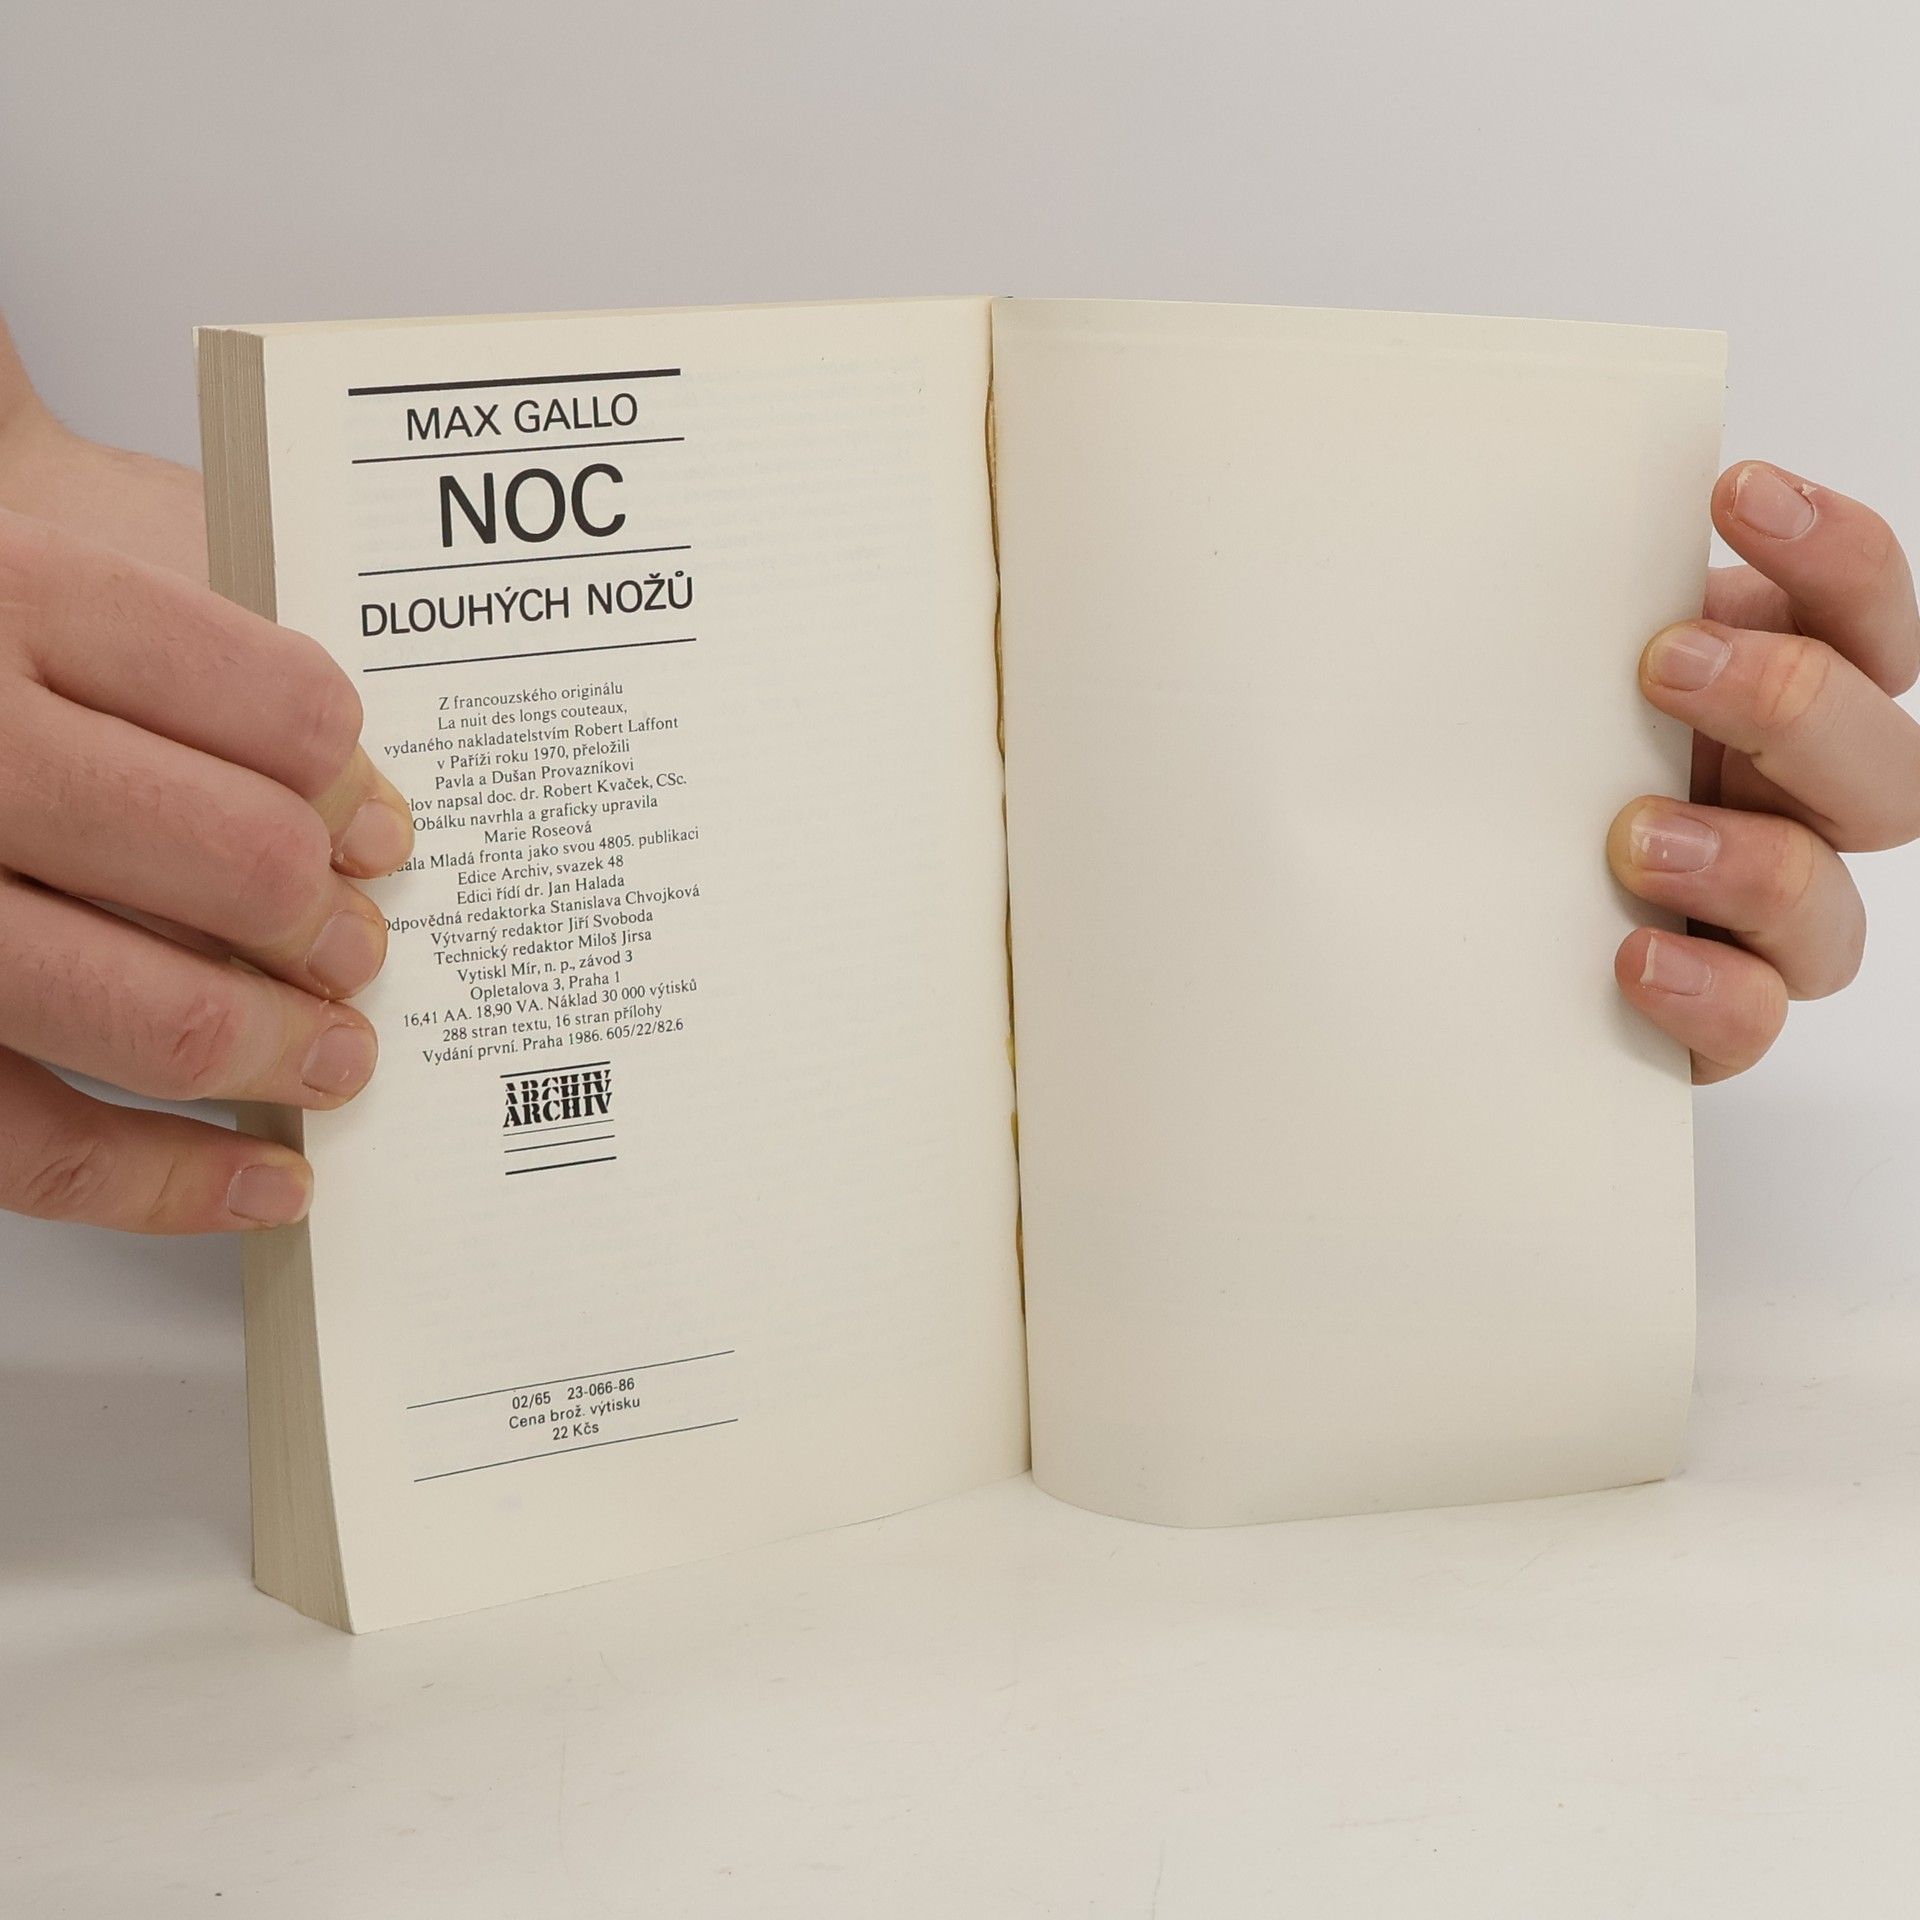 MAX GALLO
NOC
DLOUHÝCH NOŽŮ
Z francouzského originálu
La nuit des longs couteaux,
vydaného nakladatelstvím Robert Laffont
v Paříži roku 1970, přeložili
Pavla a Dušan Provazníkovi
napsal doc. dr. Robert Kvaček, CSc.
Obálku navrhla a graficky upravila
Marie Roseová
Mladá fronta jako svou 4805. publikaci
Edice Archiv, svazek 48
Edici řídí dr. Jan Halada
Odpovědná redaktorka Stanislava Chvojková
Výtvarný redaktor Jiří Svoboda
Technický redaktor Miloš Jirsa
Vytiskl Mír, n. p., závod 3
Opletalova 3, Praha 1
16,41 AA. 18,90 VA. Náklad 30 000 výtisků
288 stran textu, 16 stran přílohy
Vydání první. Praha 1986. 605/22/82.6
ARCHIV
ARCHIV
ARCHIV
02/65 23-066-86
Cena brož. výtisku
22 Kčs